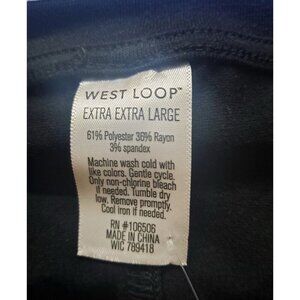 WEST LOOP™
EXTRA EXTRA LARGE
61% Polyester 36% Rayon
3% spandex
Machine wash cold with
like colors. Gentle cycle.
Only non-chlorine bleach
if needed. Tumble dry
low. Remove promptly.
Cool iron if needed.
RN #106506
MADE IN CHINA
WIC 789418